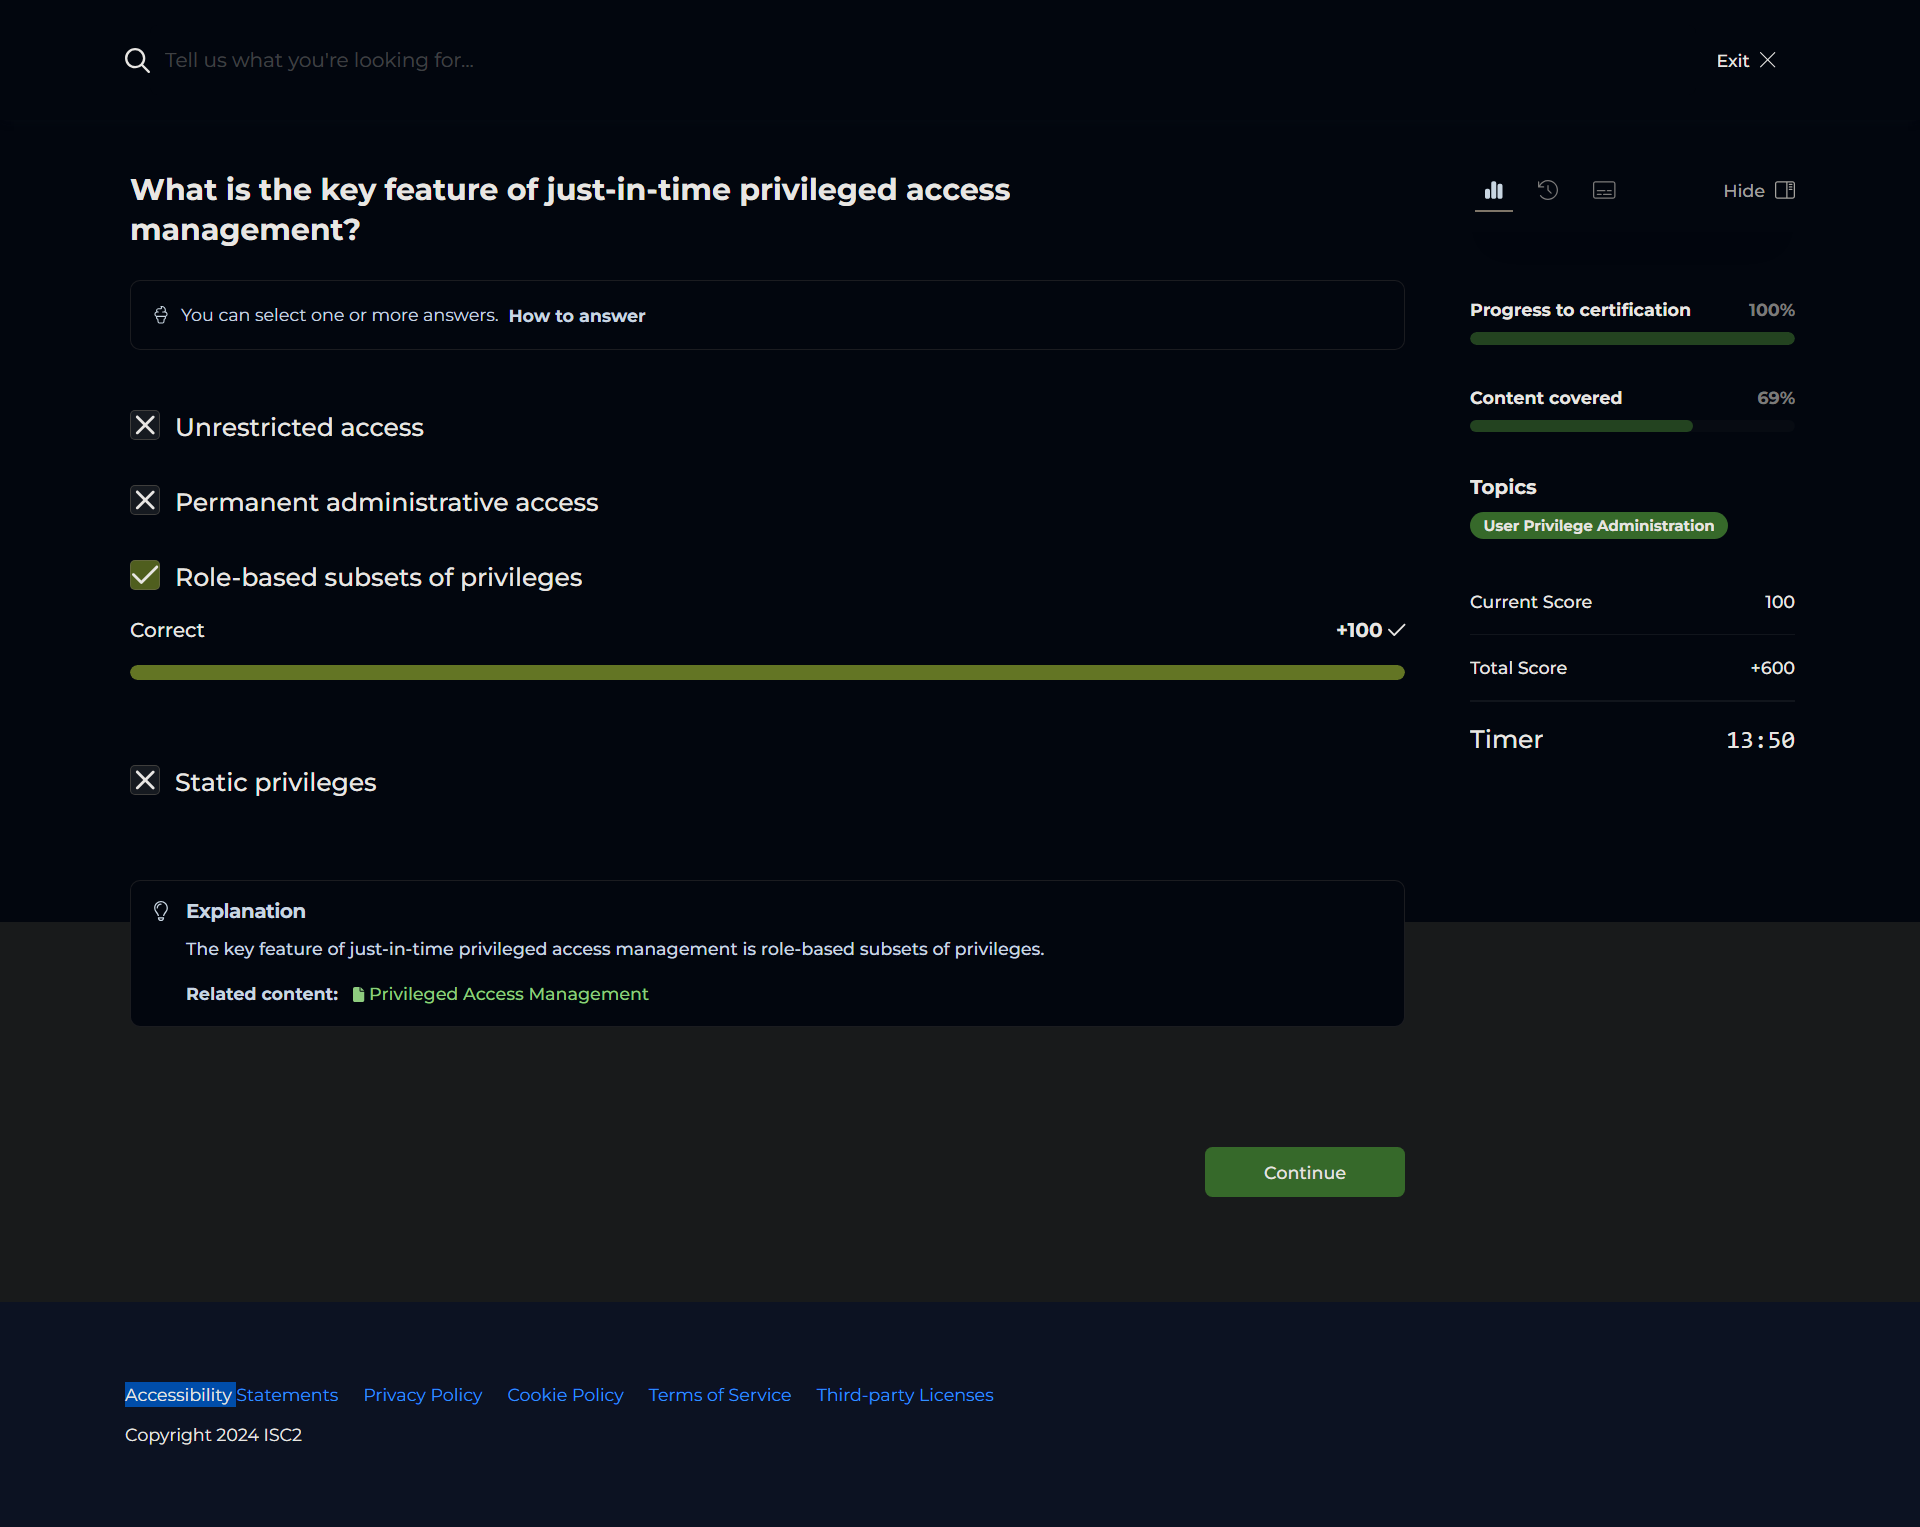 Tell us what you're looking for...
Exit
What is the key feature of just-in-time privileged access
management?
Hide
You can select one or more answers. How to answer
Progress to certification 100%
Content covered 69%
Unrestricted access
Permanent administrative access
Topics
User Privilege Administration
Role-based subsets of privileges
Correct +100
Current Score 100
Total Score +600
Timer 13:50
Static privileges
Explanation
The key feature of just-in-time privileged access management is role-based subsets of privileges.
Related content: Privileged Access Management
Continue
Accessibility Statements Privacy Policy Cookie Policy Terms of Service Third-party Licenses
Copyright 2024 ISC2